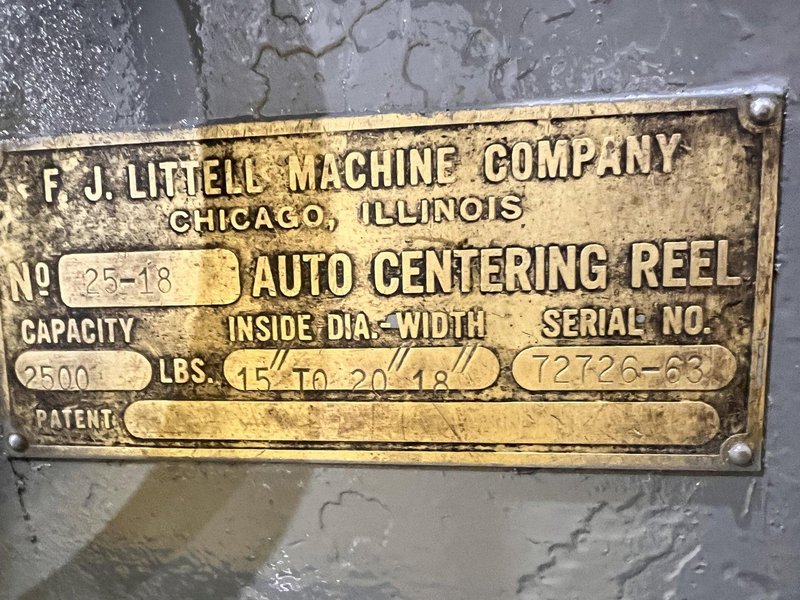 F. J. LITTELL MACHINE COMPANY
CHICAGO, ILLINOIS
Nº 25-18 AUTO CENTERING REEL
CAPACITY INSIDE DIA.-WIDTH SERIAL NO.
2500 LBS. 15" TO 20" 18" 72726-63
PATENT